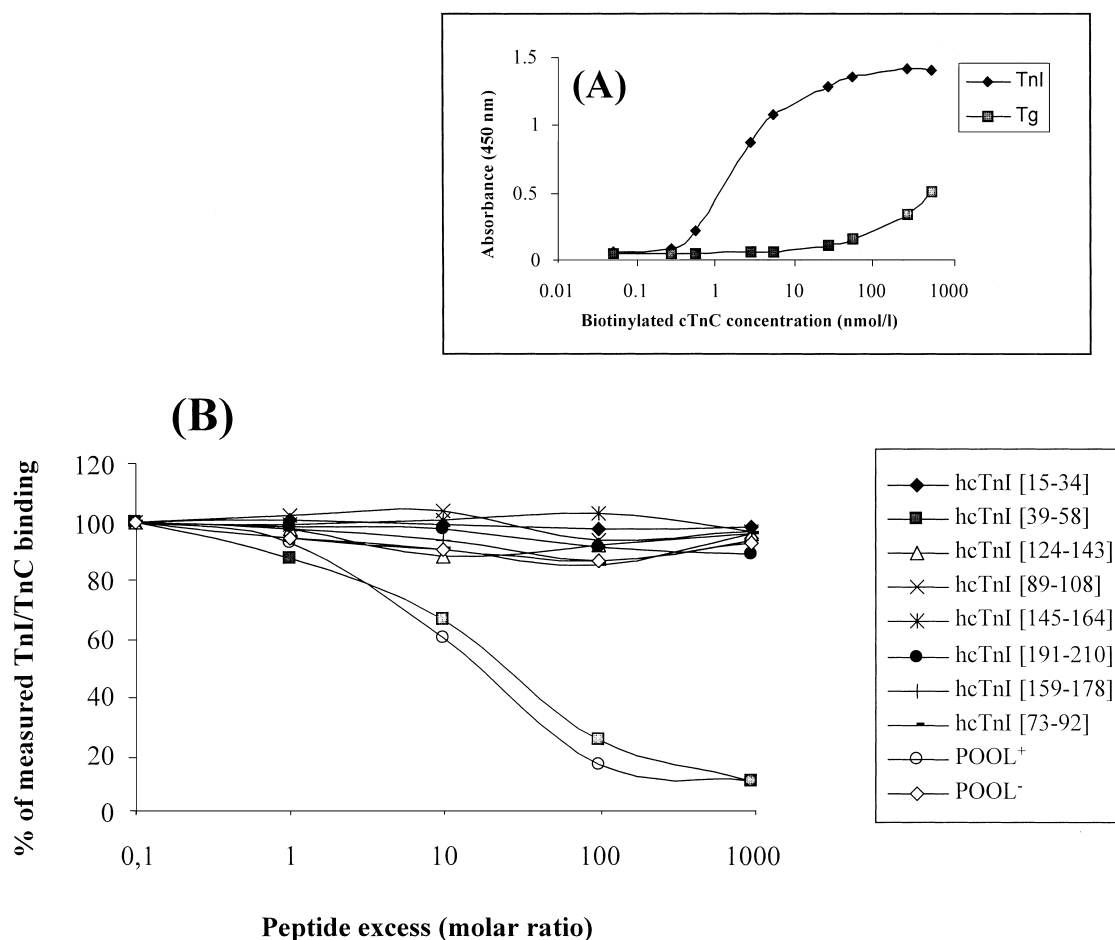 (A)
1.5
1
0.5
0
Absorbance (450 nm)
0.01 0.1 1 10 100 1000
Biotinylated cTnC concentration (nmol/l)
TnI
Tg
(B)
120
100
80
60
40
20
0
% of measured TnI/TnC binding
0,1 1 10 100 1000
Peptide excess (molar ratio)
hcTnI [15-34]
hcTnI [39-58]
hcTnI [124-143]
hcTnI [89-108]
hcTnI [145-164]
hcTnI [191-210]
hcTnI [159-178]
hcTnI [73-92]
POOL⁺
POOL⁻